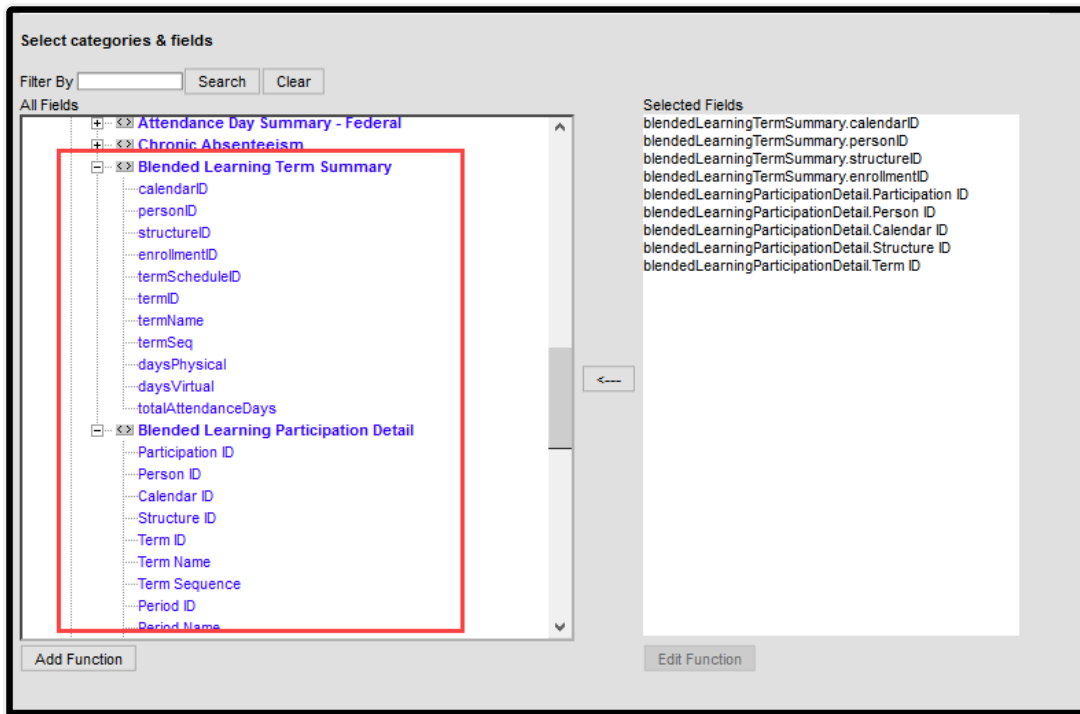 Select categories & fields
Filter By
Search
Clear
All Fields
Attendance Day Summary - Federal
Chronic Absenteeism
Blended Learning Term Summary
calendarID
personID
structureID
enrollmentID
termScheduleID
termID
termName
termSeq
daysPhysical
daysVirtual
totalAttendanceDays
Blended Learning Participation Detail
Participation ID
Person ID
Calendar ID
Structure ID
Term ID
Term Name
Term Sequence
Period ID
Period Name
Add Function
<---
Selected Fields
blendedLearningTermSummary.calendarID
blendedLearningTermSummary.personID
blendedLearningTermSummary.structureID
blendedLearningTermSummary.enrollmentID
blendedLearningParticipationDetail.Participation ID
blendedLearningParticipationDetail.Person ID
blendedLearningParticipationDetail.Calendar ID
blendedLearningParticipationDetail.Structure ID
blendedLearningParticipationDetail.Term ID
Edit Function